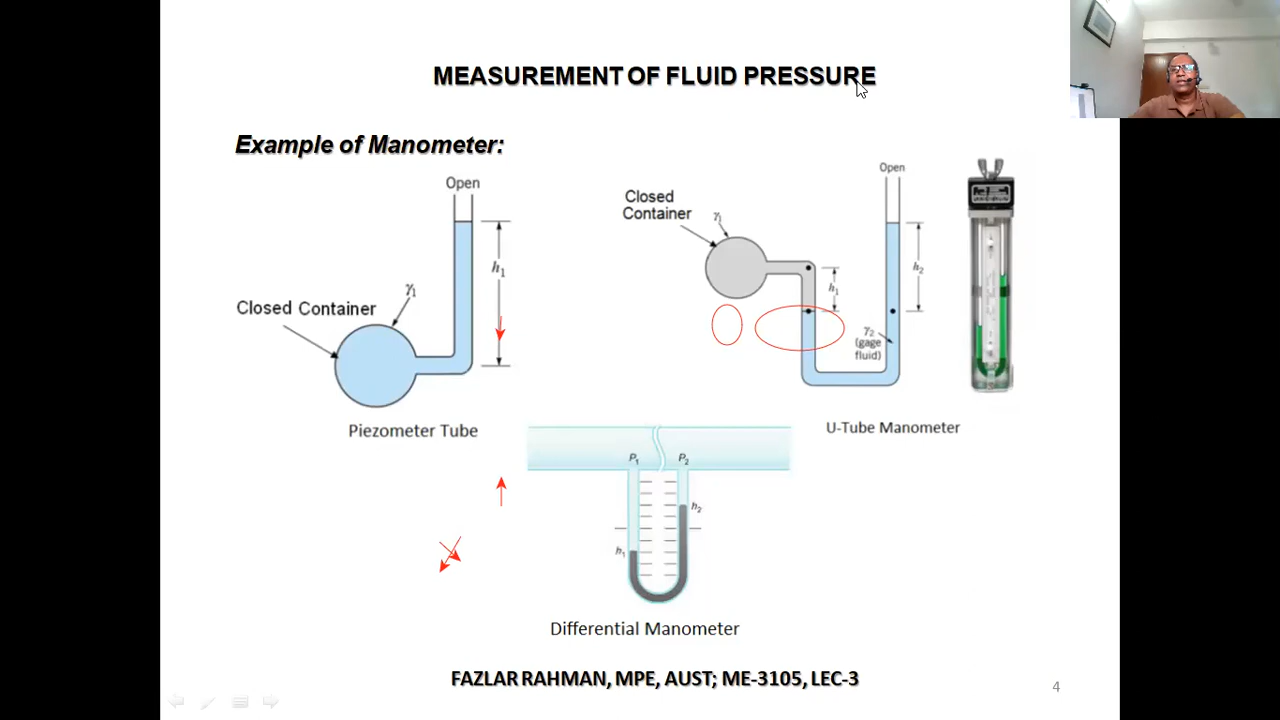 MEASUREMENT OF FLUID PRESSURE
Example of Manometer:
Open
h1
γ1
Closed Container
Piezometer Tube
Open
Closed
Container
γ1
h2
h1
γ2
(gage
fluid)
U-Tube Manometer
P1
P2
h2
h1
Differential Manometer
FAZLAR RAHMAN, MPE, AUST; ME-3105, LEC-3
4